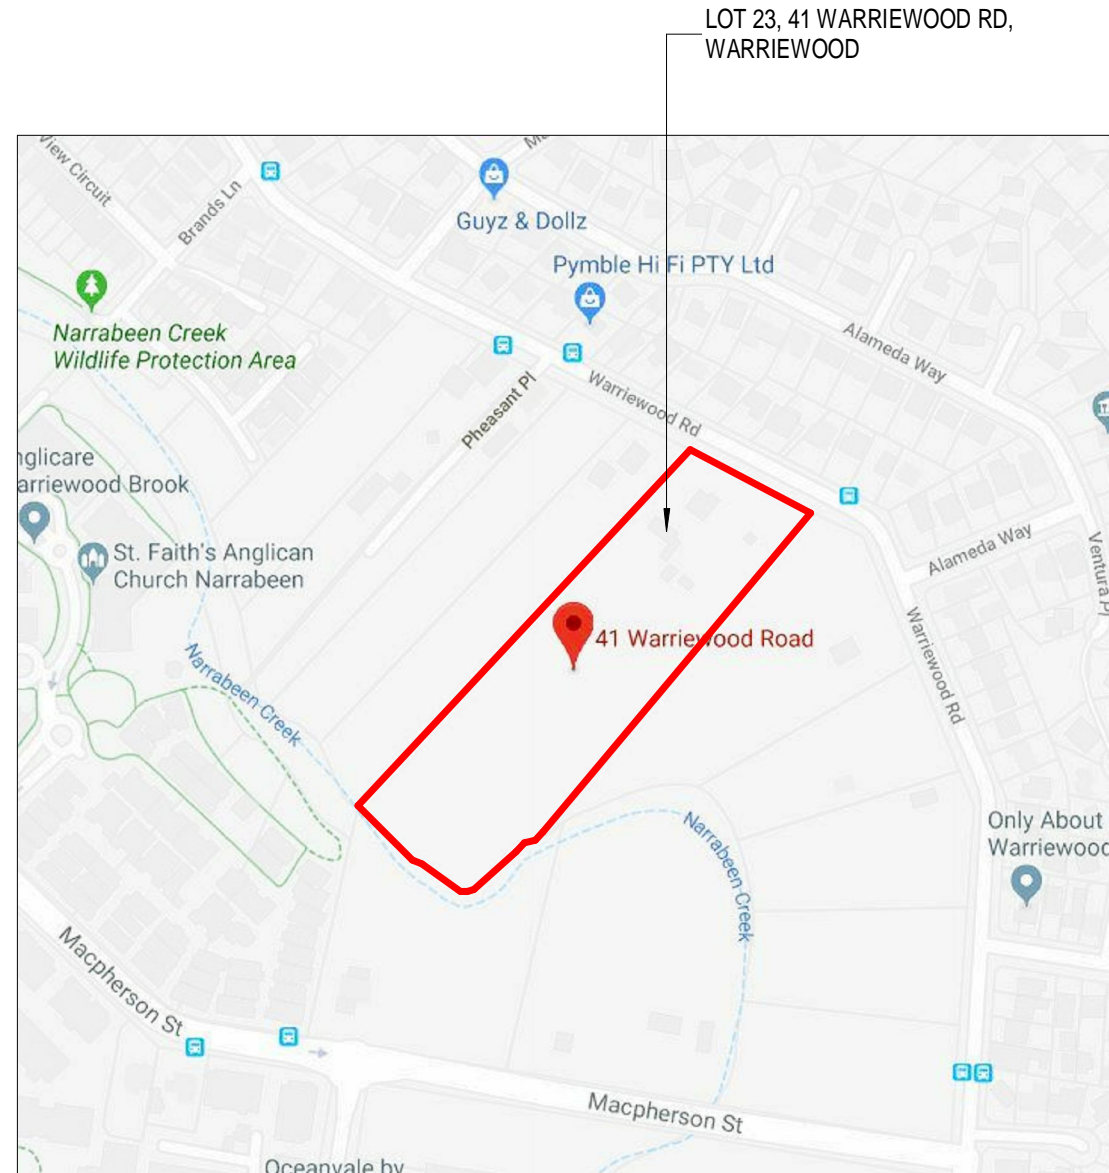 LOT 23, 41 WARRIEWOOD RD,
WARRIEWOOD
View Circuit
Brands Ln
Guyz & Dollz
Pymble Hi Fi PTY Ltd
Narrabeen Creek
Wildlife Protection Area
Alameda Way
Warriewood Rd
Pheasant Pl
nglicare
arriewood Brook
St. Faith's Anglican
Church Narrabeen
Alameda Way
Ventura Pl
41 Warriewood Road
Warriewood Rd
Narrabeen Creek
Narrabeen Creek
Only About
Warriewood
Macpherson St
Macpherson St
Oceanvale by